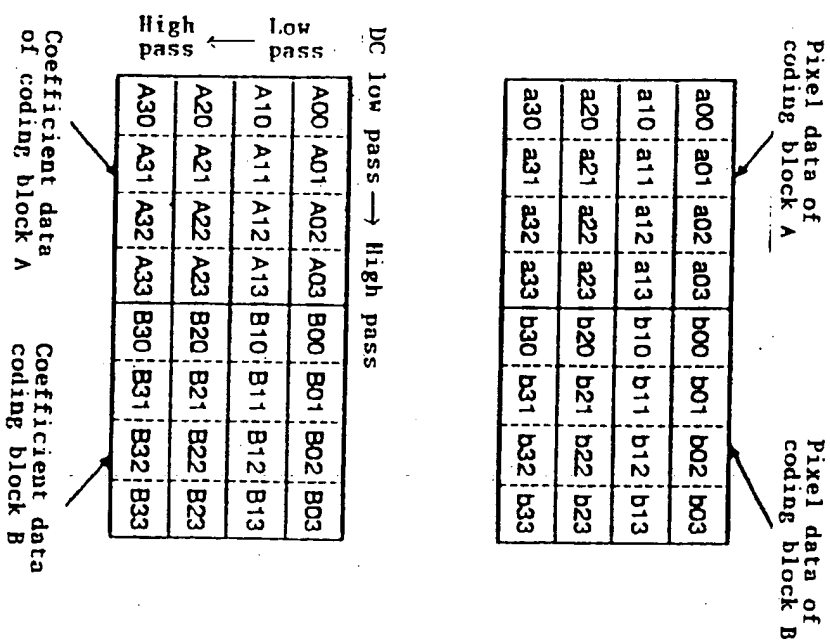 Pixel data of
coding block A
Pixel data of
coding block B
a00 a01 a02 a03 b00 b01 b02 b03
a10 a11 a12 a13 b10 b11 b12 b13
a20 a21 a22 a23 b20 b21 b22 b23
a30 a31 a32 a33 b30 b31 b32 b33
DC low pass → High pass
High pass ← Low pass
A00 A01 A02 A03 B00 B01 B02 B03
A10 A11 A12 A13 B10 B11 B12 B13
A20 A21 A22 A23 B20 B21 B22 B23
A30 A31 A32 A33 B30 B31 B32 B33
Coefficient data
of coding block A
Coefficient data
coding block B